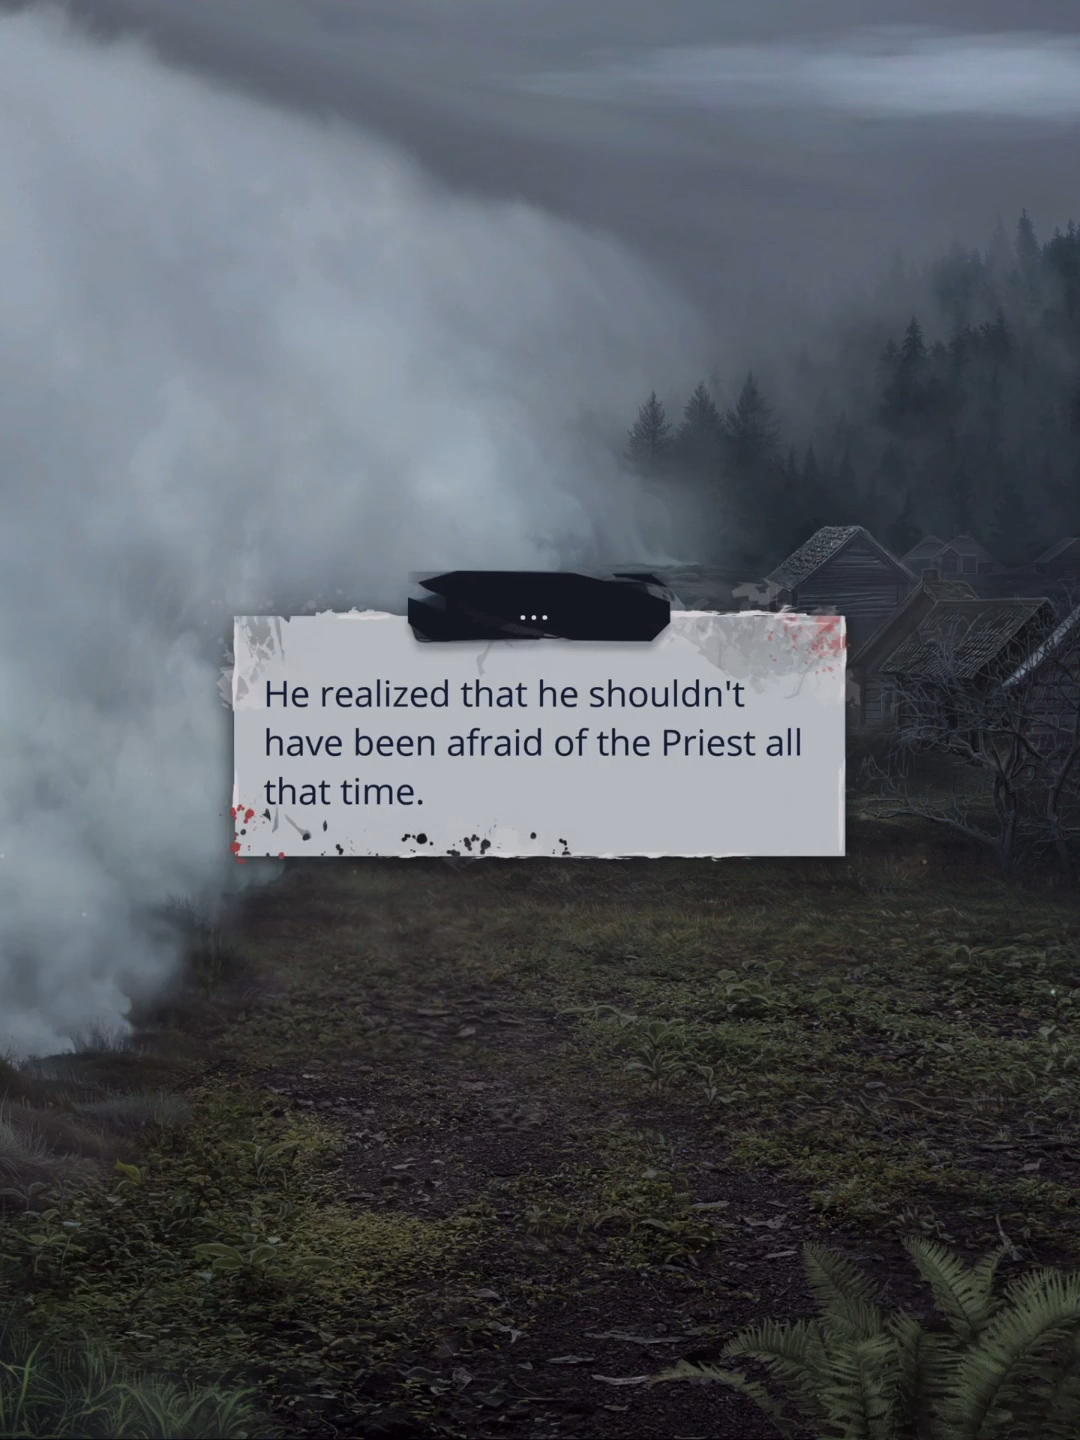 ...
He realized that he shouldn't
have been afraid of the Priest all
that time.